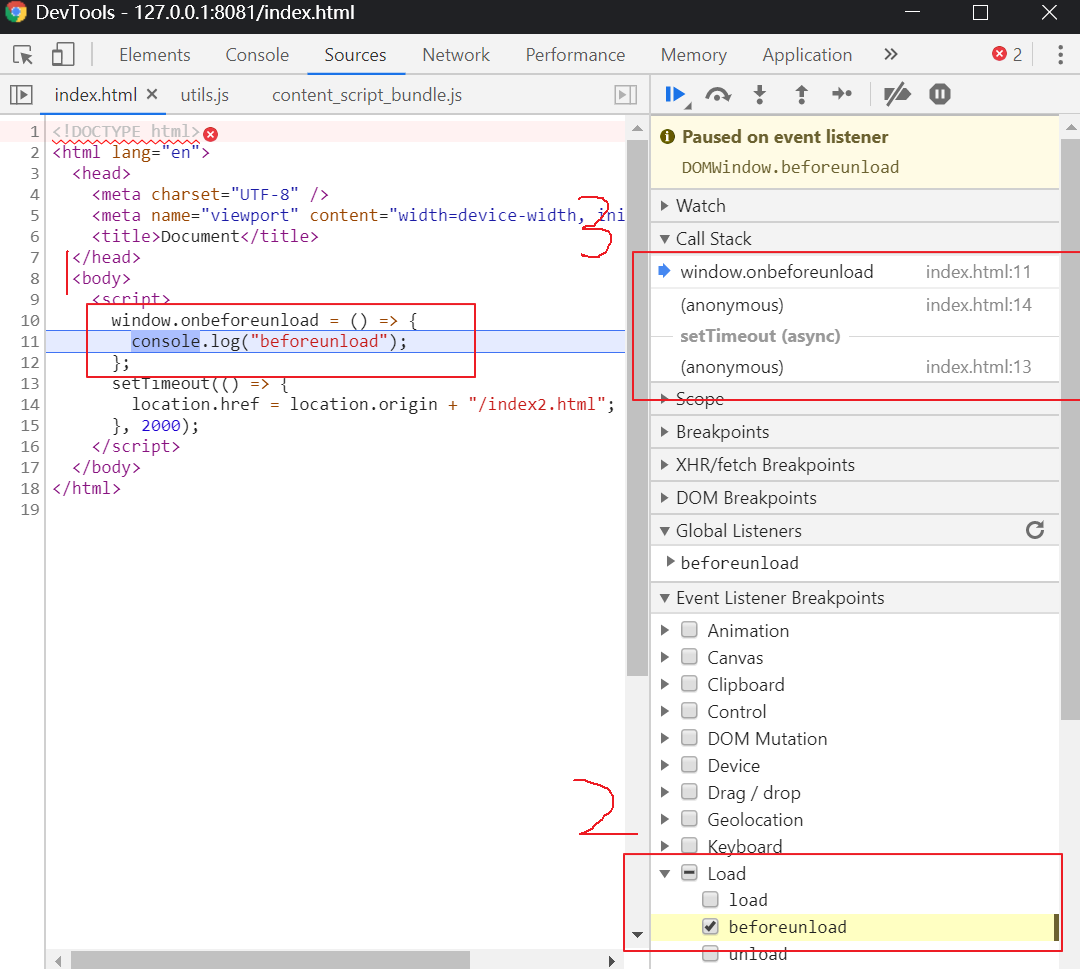 DevTools - 127.0.0.1:8081/index.html
Elements Console Sources Network Performance Memory Application » 2
index.html × utils.js content_script_bundle.js
1 <!DOCTYPE html>
2 <html lang="en">
3 <head>
4 <meta charset="UTF-8" />
5 <meta name="viewport" content="width=device-width, ini
6 <title>Document</title>
7 </head>
8 <body>
9 <script>
10 window.onbeforeunload = () => {
11 console.log("beforeunload");
12 };
13 setTimeout(() => {
14 location.href = location.origin + "/index2.html";
15 }, 2000);
16 </script>
17 </body>
18 </html>
19
1
3
2
Paused on event listener
DOMWindow.beforeunload
Watch
Call Stack
window.onbeforeunload index.html:11
(anonymous) index.html:14
setTimeout (async)
(anonymous) index.html:13
Scope
Breakpoints
XHR/fetch Breakpoints
DOM Breakpoints
Global Listeners
beforeunload
Event Listener Breakpoints
Animation
Canvas
Clipboard
Control
DOM Mutation
Device
Drag / drop
Geolocation
Keyboard
Load
load
beforeunload
unload